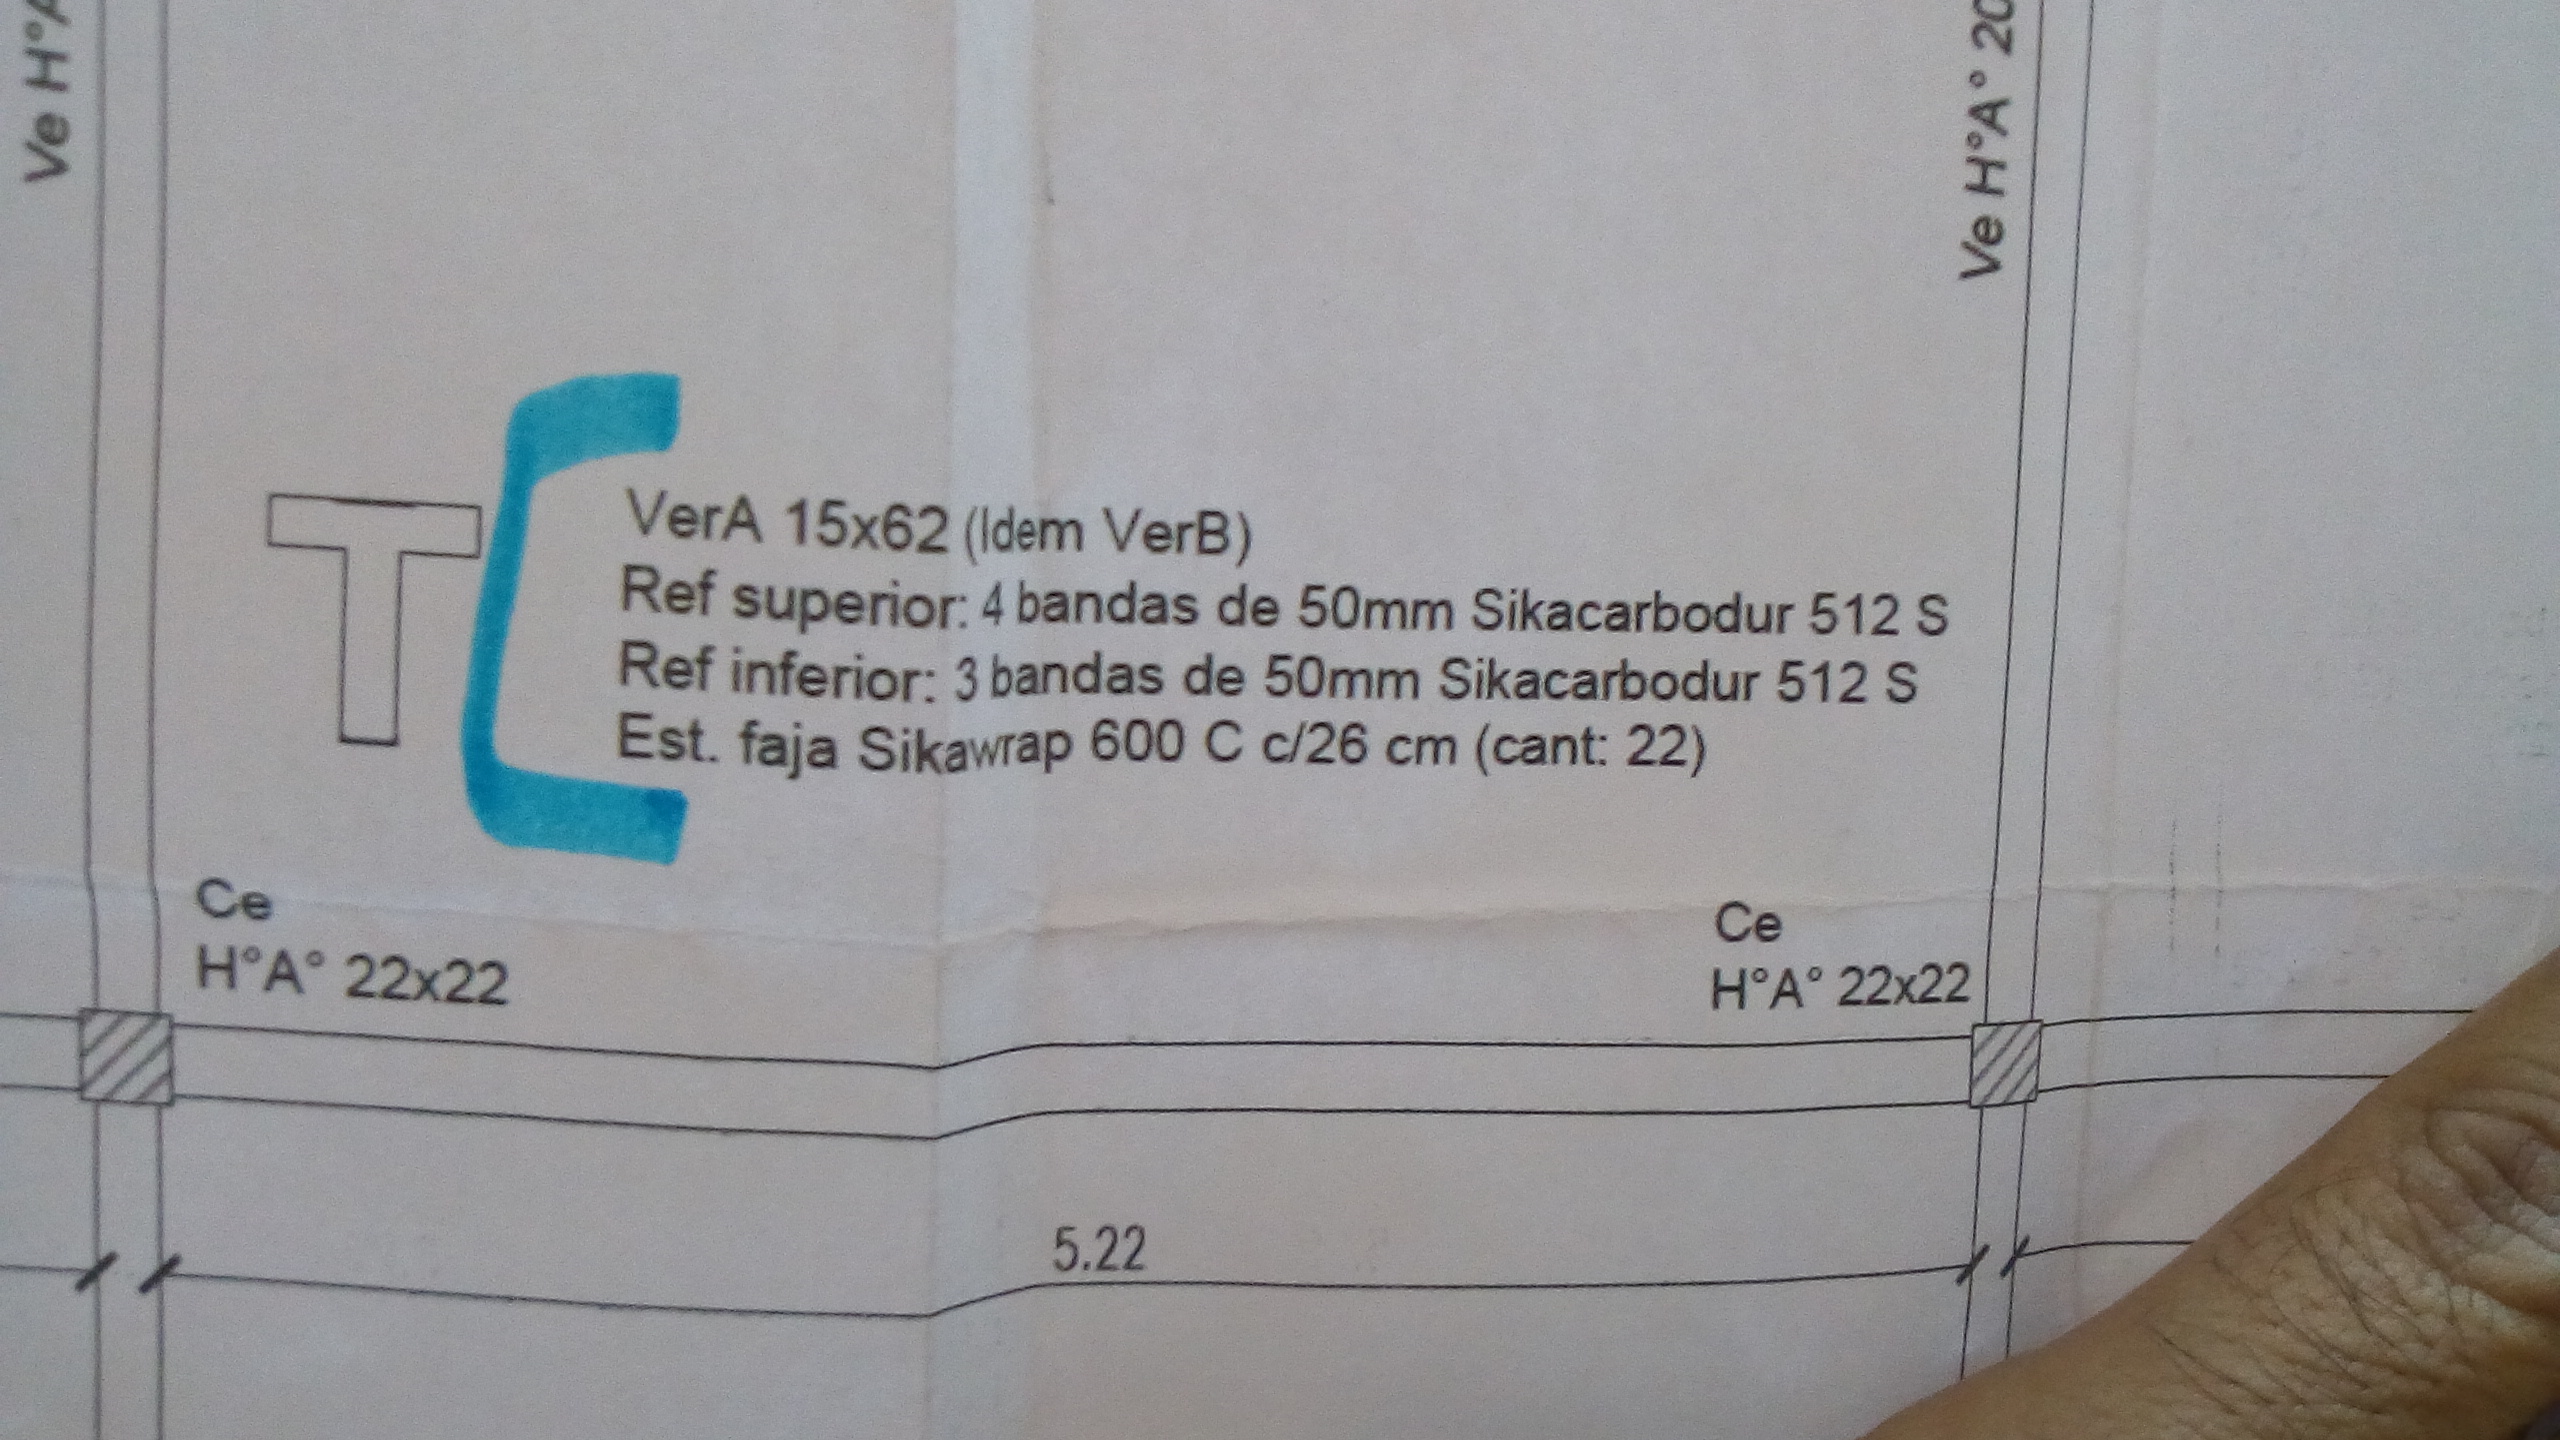 Ve H°A
Ve H°A° 20
VerA 15x62 (Idem VerB)
Ref superior: 4 bandas de 50mm Sikacarbodur 512 S
Ref inferior: 3 bandas de 50mm Sikacarbodur 512 S
Est. faja Sikawrap 600 C c/26 cm (cant: 22)
Ce
H°A° 22x22
Ce
H°A° 22x22
5.22